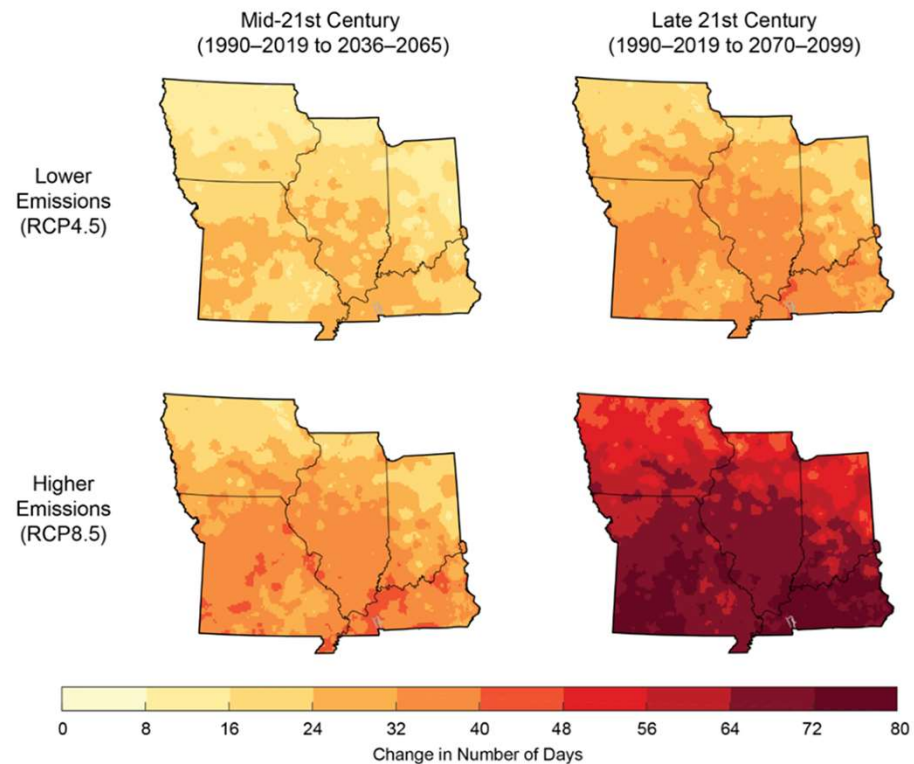 Mid-21st Century
(1990–2019 to 2036–2065)
Late 21st Century
(1990–2019 to 2070–2099)
Lower
Emissions
(RCP4.5)
Higher
Emissions
(RCP8.5)
0 8 16 24 32 40 48 56 64 72 80
Change in Number of Days